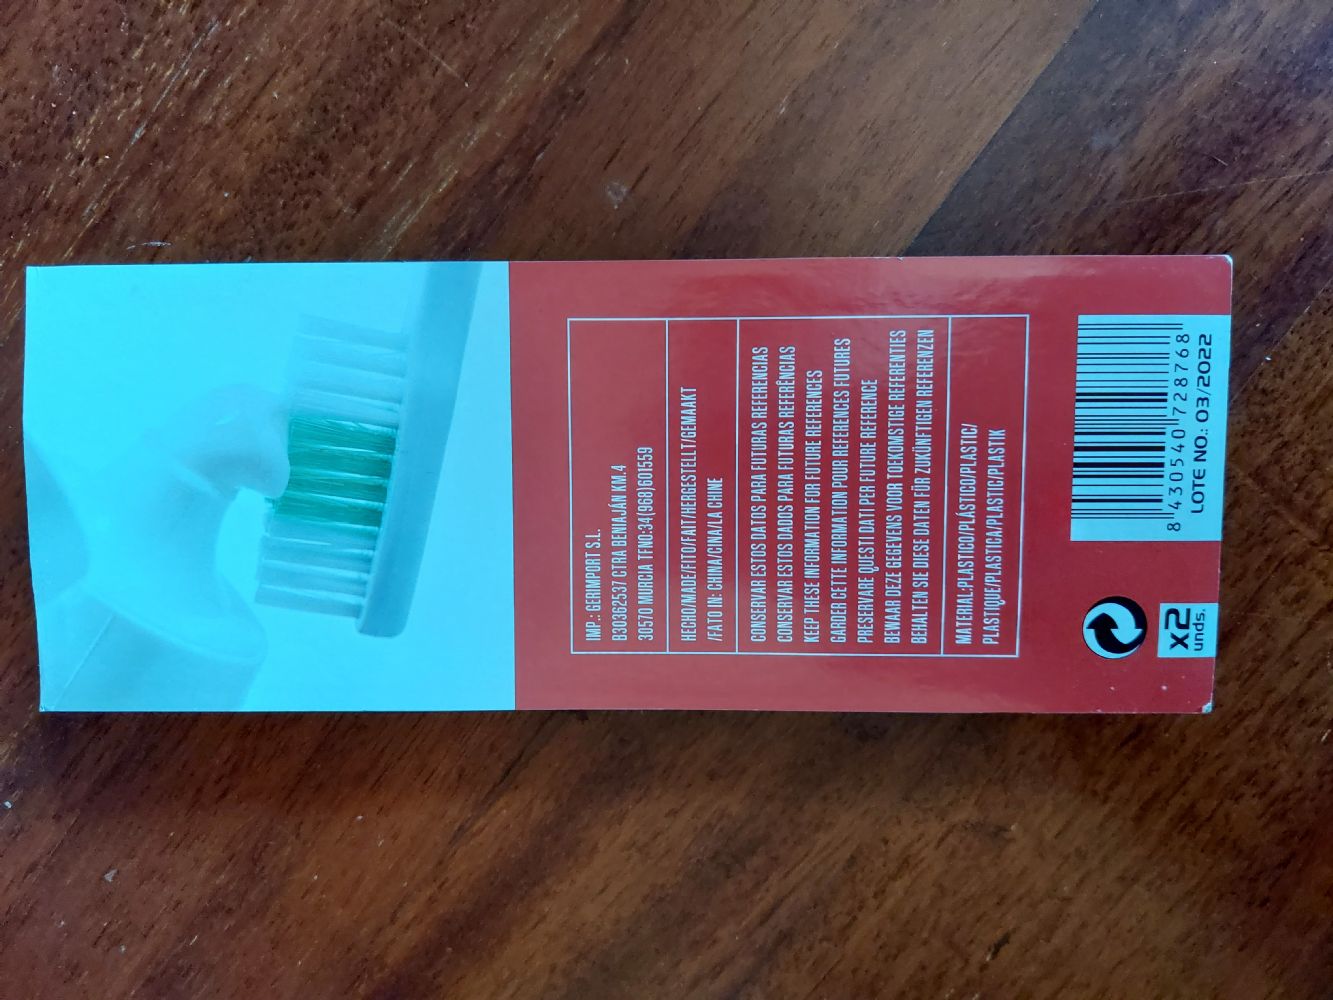 IMP.: GERIMPORT S.L.
B30362537 CTRA BENIAJÁN KM.4
30570 MURCIA TFNO:34(968)601559
HECHO/MADE/FITO/FAIT/HERGESTELLT/GEMAAKT
/FATO IN: CHINA/CINA/LA CHINE
CONSERVAR ESTOS DATOS PARA FUTURAS REFERENCIAS
CONSERVAR ESTOS DADOS PARA FUTURAS REFERÊNCIAS
KEEP THESE INFORMATION FOR FUTURE REFERENCES
GARDER CETTE INFORMATION POUR REFERENCES FUTURES
PRESERVARE QUESTI DATI PER FUTURE REFERENCE
BEWAAR DEZE GEGEVENS VOOR TOEKOMSTIGE REFERENTIES
BEHALTEN SIE DIESE DATEN FÜR ZUKÜNFTIGEN REFERENZEN
MATERIAL:PLASTICO/PLÁSTICO/PLASTIC/
PLASTIQUE/PLASTICA/PLASTIC/PLASTIK
x2
unds.
8 430540 728768
LOTE NO.: 03/2022